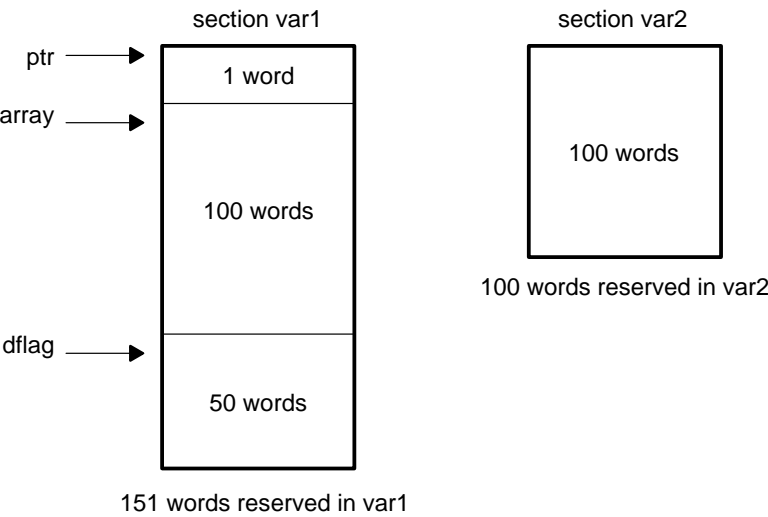 section var1
section var2
ptr
1 word
array
100 words
100 words
100 words reserved in var2
dflag
50 words
151 words reserved in var1